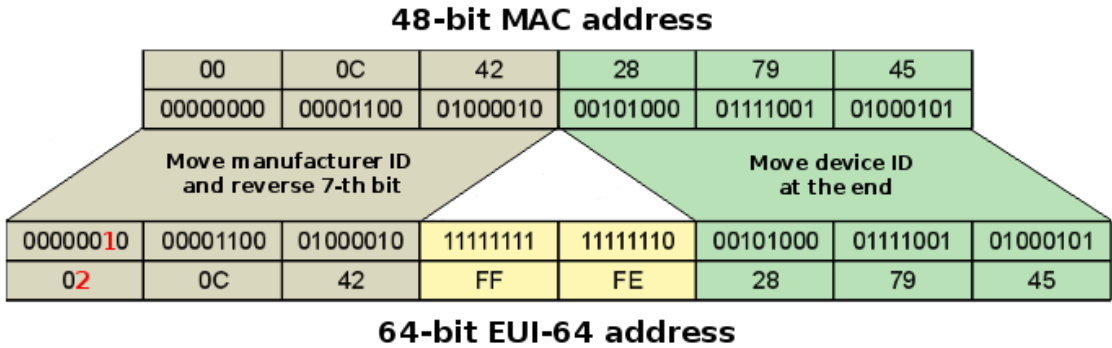 48-bit MAC address
00 0C 42 28 79 45
00000000 00001100 01000010 00101000 01111001 01000101
Move manufacturer ID
and reverse 7-th bit
Move device ID
at the end
00000010 00001100 01000010 11111111 11111110 00101000 01111001 01000101
02 0C 42 FF FE 28 79 45
64-bit EUI-64 address